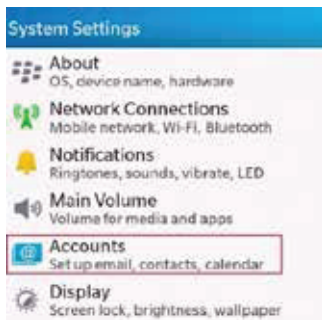 System Settings
About
OS, device name, hardware
Network Connections
Mobile network, Wi-Fi, Bluetooth
Notifications
Ringtones, sounds, vibrate, LED
Main Volume
Volume for media and apps
Accounts
Set up email, contacts, calendar
Display
Screen lock, brightness, wallpaper